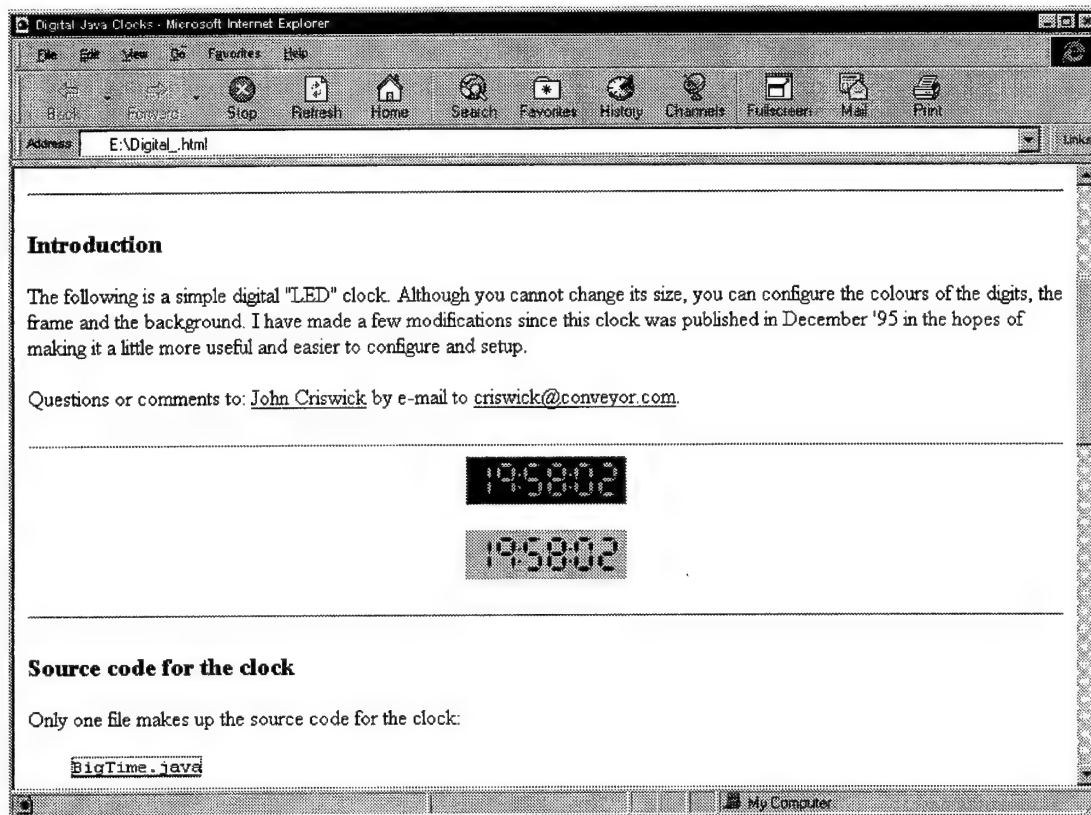 Digital Java Clocks - Microsoft Internet Explorer
File Edit View Go Favorites Help
Back Forward Stop Refresh Home Search Favorites History Channels Fullscreen Mail Print
Address E:\Digital_.html Links
Introduction
The following is a simple digital "LED" clock. Although you cannot change its size, you can configure the colours of the digits, the
frame and the background. I have made a few modifications since this clock was published in December '95 in the hopes of
making it a little more useful and easier to configure and setup.
Questions or comments to: John Criswick by e-mail to criswick@conveyor.com.
19:58:02
19:58:02
Source code for the clock
Only one file makes up the source code for the clock:
BigTime.java
My Computer